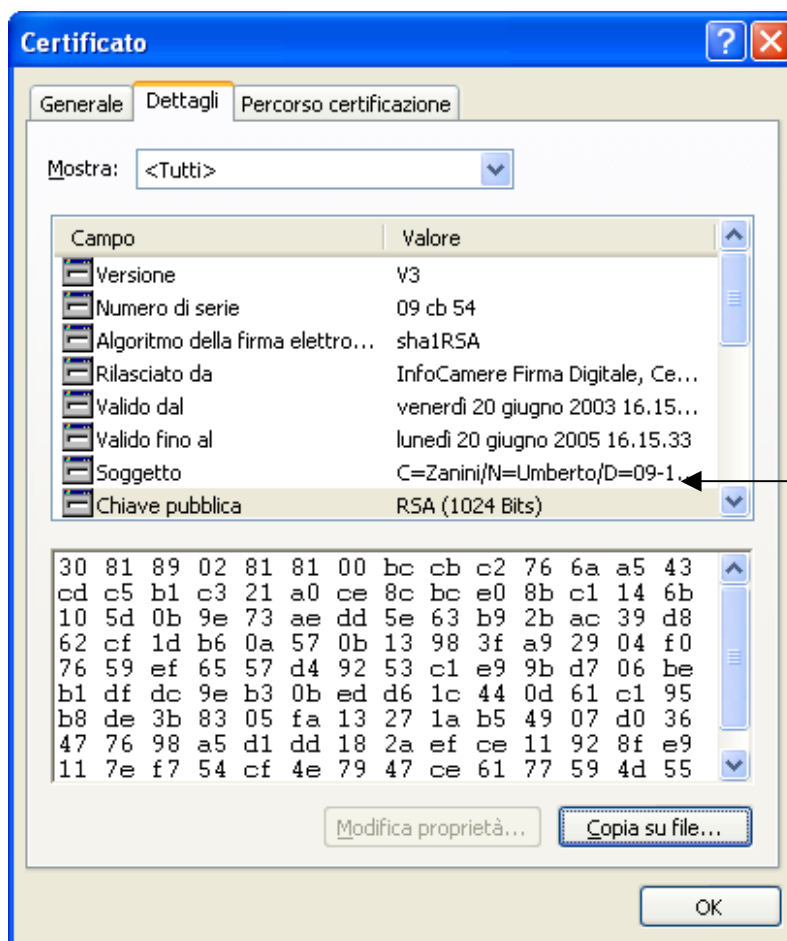 Certificato
Generale Dettagli Percorso certificazione
Mostra: <Tutti>
Campo Valore
Versione V3
Numero di serie 09 cb 54
Algoritmo della firma elettro... sha1RSA
Rilasciato da InfoCamere Firma Digitale, Ce...
Valido dal venerdì 20 giugno 2003 16.15...
Valido fino al lunedì 20 giugno 2005 16.15.33
Soggetto C=Zanini/N=Umberto/D=09-1...
Chiave pubblica RSA (1024 Bits)
30 81 89 02 81 81 00 bc cb c2 76 6a a5 43
cd c5 b1 c3 21 a0 ce 8c bc e0 8b c1 14 6b
10 5d 0b 9e 73 ae dd 5e 63 b9 2b ac 39 d8
62 cf 1d b6 0a 57 0b 13 98 3f a9 29 04 f0
76 59 ef 65 57 d4 92 53 c1 e9 9b d7 06 be
b1 df dc 9e b3 0b ed d6 1c 44 0d 61 c1 95
b8 de 3b 83 05 fa 13 27 1a b5 49 07 d0 36
47 76 98 a5 d1 dd 18 2a ef ce 11 92 8f e9
11 7e f7 54 cf 4e 79 47 ce 61 77 59 4d 55
Modifica proprietà... Copia su file...
OK